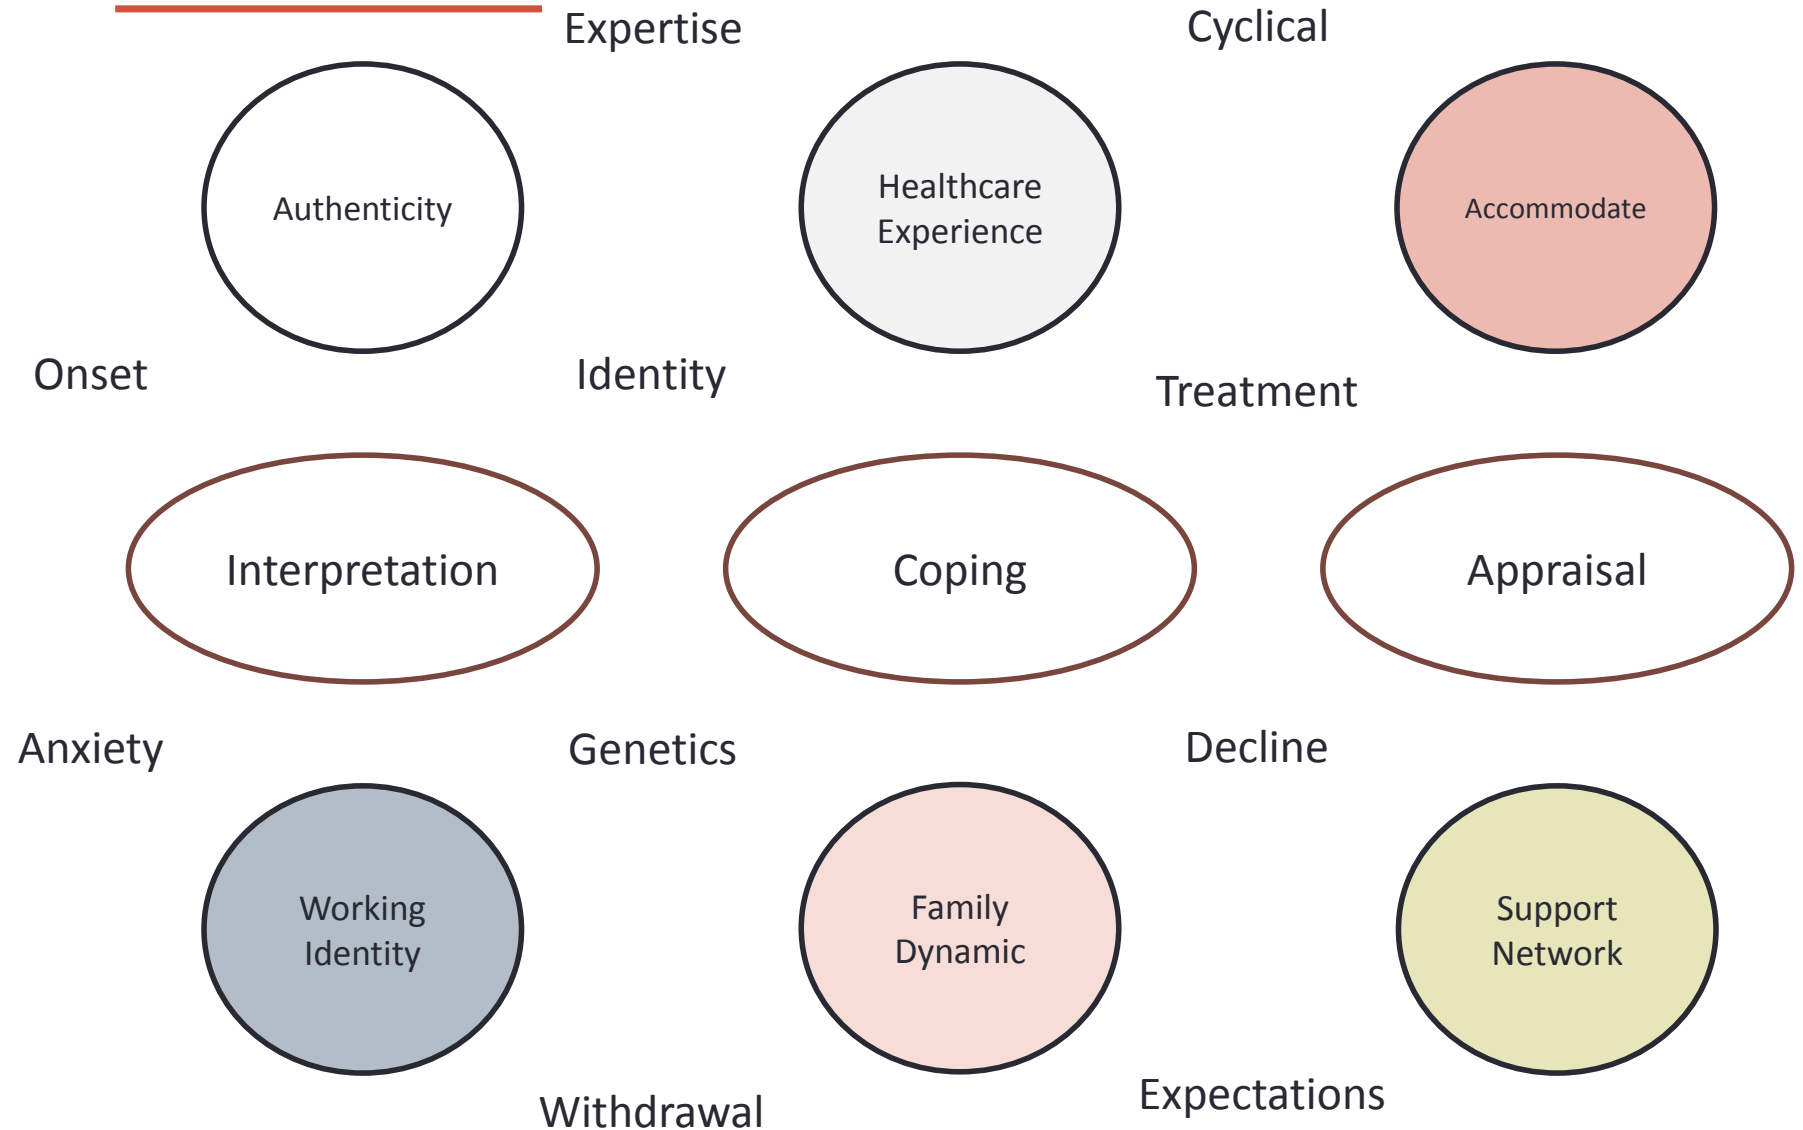 Expertise
Cyclical
Authenticity
Healthcare
Experience
Accommodate
Onset
Identity
Treatment
Interpretation
Coping
Appraisal
Anxiety
Genetics
Decline
Working
Identity
Family
Dynamic
Support
Network
Withdrawal
Expectations